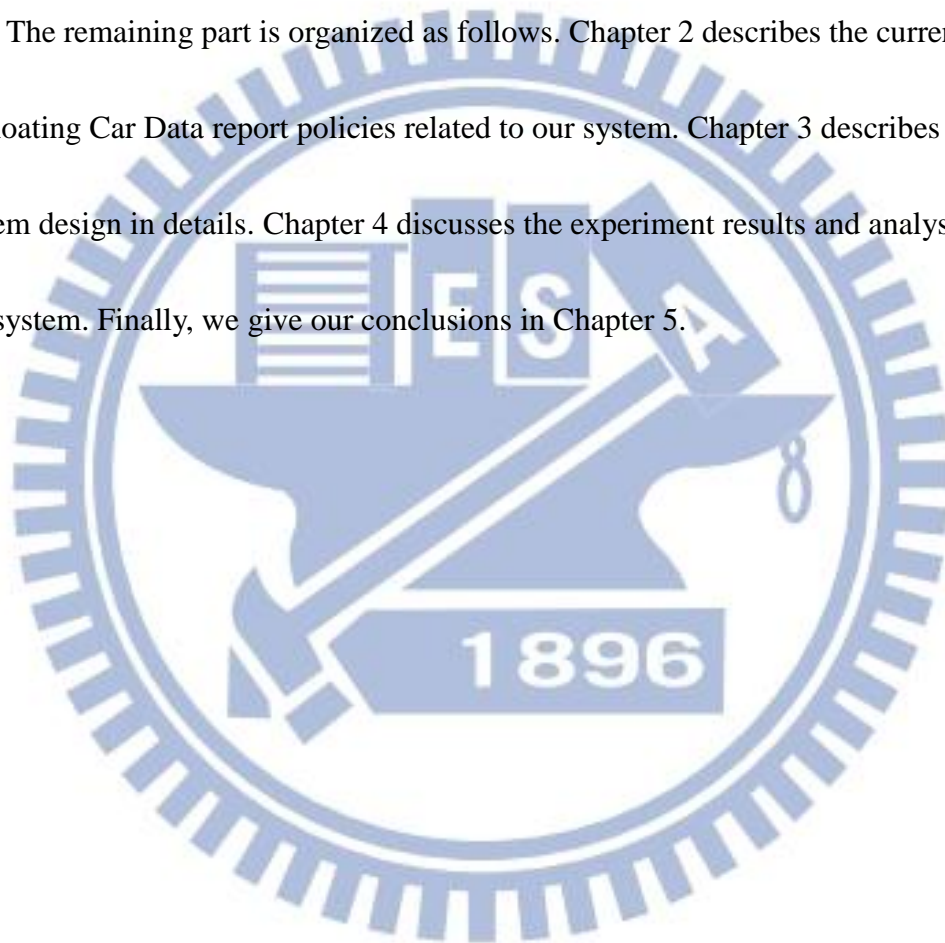 The remaining part is organized as follows. Chapter 2 describes the curren
loating Car Data report policies related to our system. Chapter 3 describes
em design in details. Chapter 4 discusses the experiment results and analys
system. Finally, we give our conclusions in Chapter 5.
E S A
1896